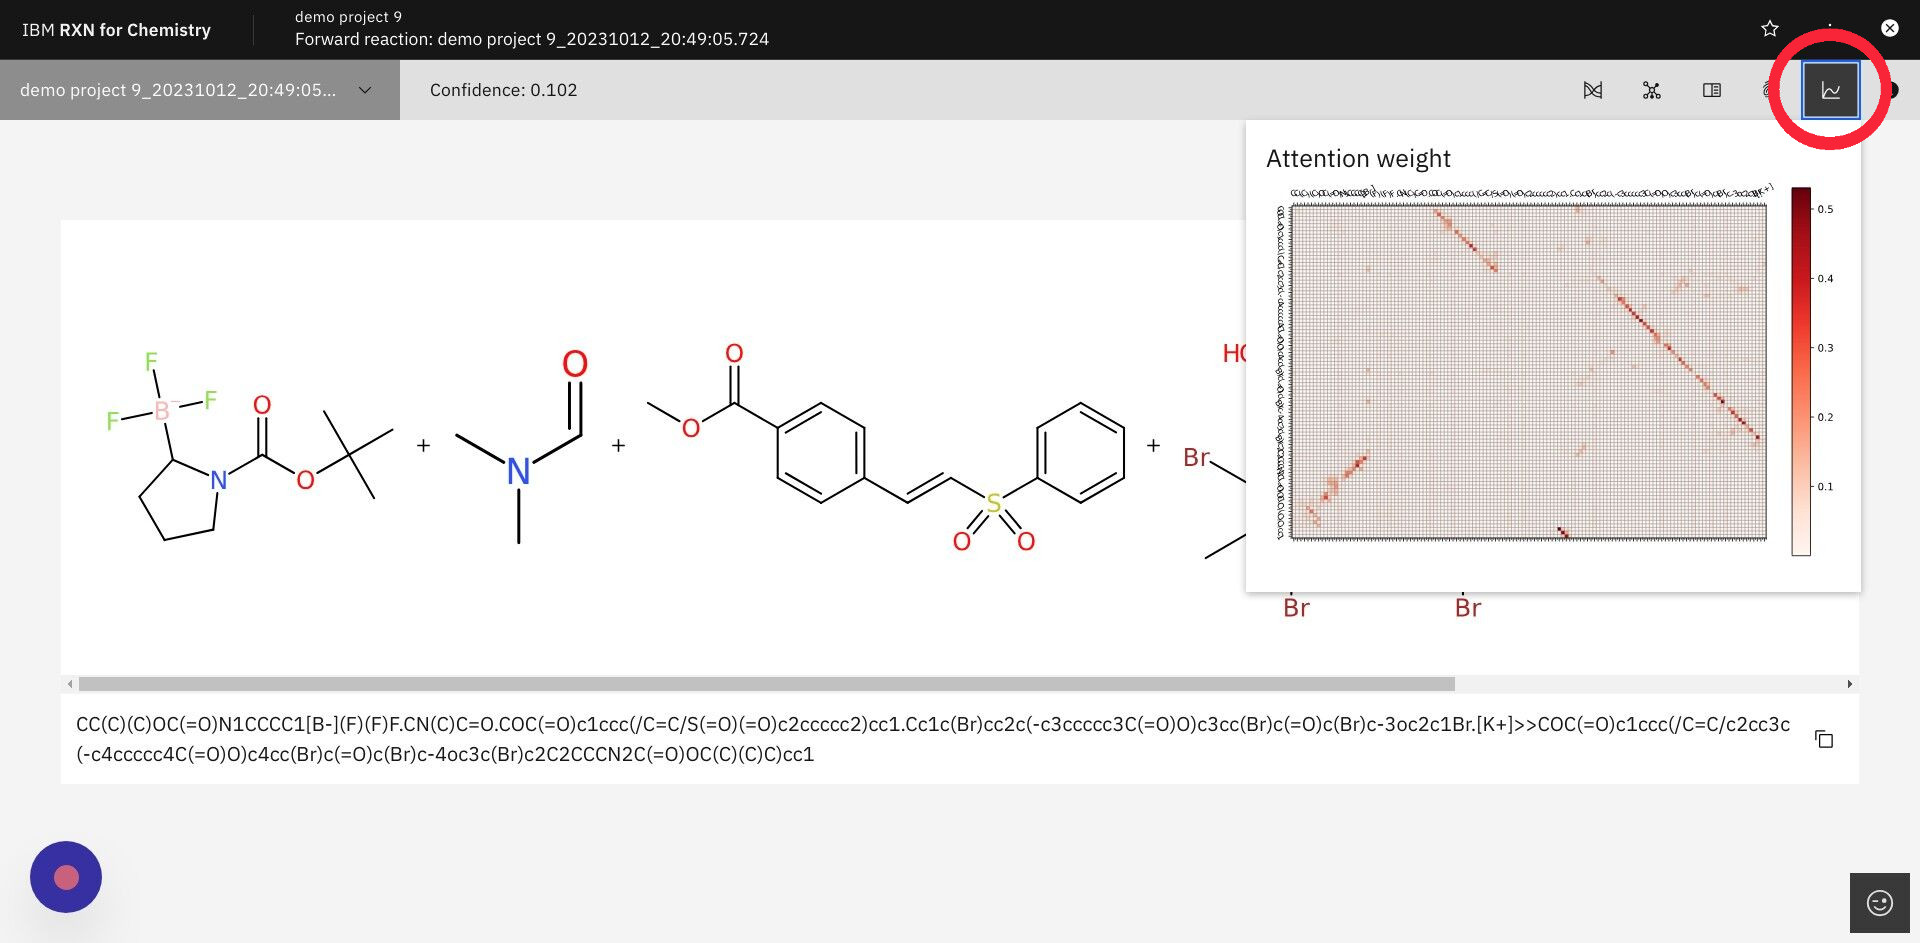 IBM RXN for Chemistry
demo project 9
Forward reaction: demo project 9_20231012_20:49:05.724
demo project 9_20231012_20:49:05...
Confidence: 0.102
Attention weight
0.5
0.4
0.3
0.2
0.1
F
F
B−
F
O
N
O
+
O
N
+
O
O
S
O
O
+
HO
Br
Br
Br
CC(C)(C)OC(=O)N1CCCC1[B-](F)(F)F.CN(C)C=O.COC(=O)c1ccc(/C=C/S(=O)(=O)c2ccccc2)cc1.Cc1c(Br)cc2c(-c3ccccc3C(=O)O)c3cc(Br)c(=O)c(Br)c-3oc2c1Br.[K+]>>COC(=O)c1ccc(/C=C/c2cc3c
(-c4ccccc4C(=O)O)c4cc(Br)c(=O)c(Br)c-4oc3c(Br)c2C2CCCN2C(=O)OC(C)(C)C)cc1